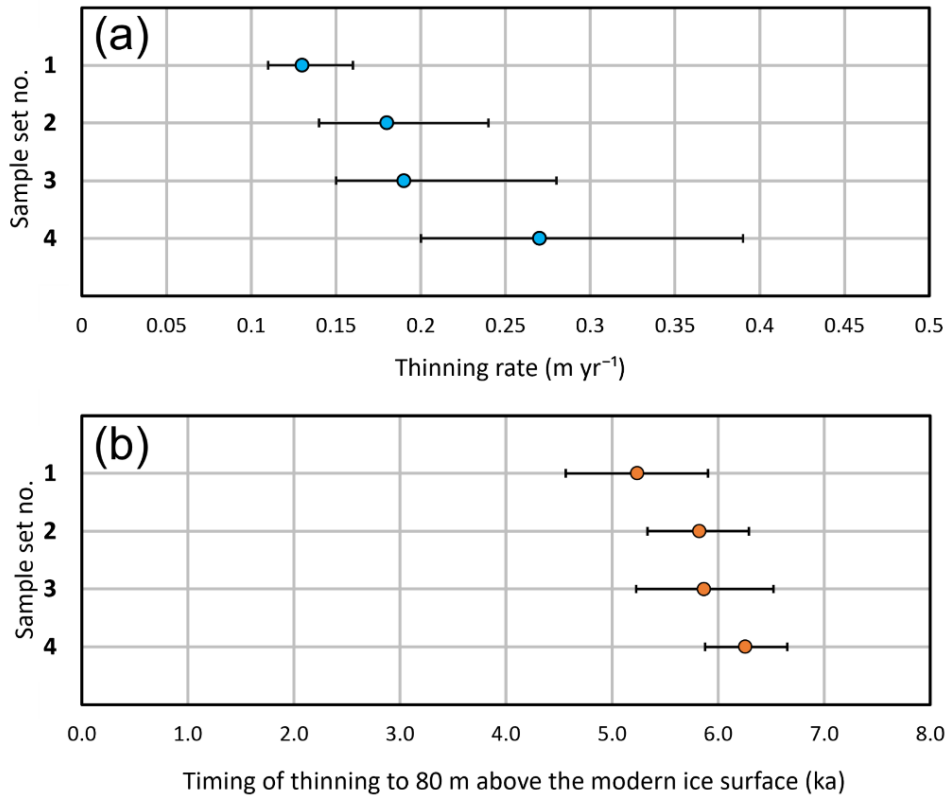 (a)
Sample set no.
1
2
3
4
0 0.05 0.1 0.15 0.2 0.25 0.3 0.35 0.4 0.45 0.5
Thinning rate (m yr⁻¹)
(b)
Sample set no.
1
2
3
4
0.0 1.0 2.0 3.0 4.0 5.0 6.0 7.0 8.0
Timing of thinning to 80 m above the modern ice surface (ka)